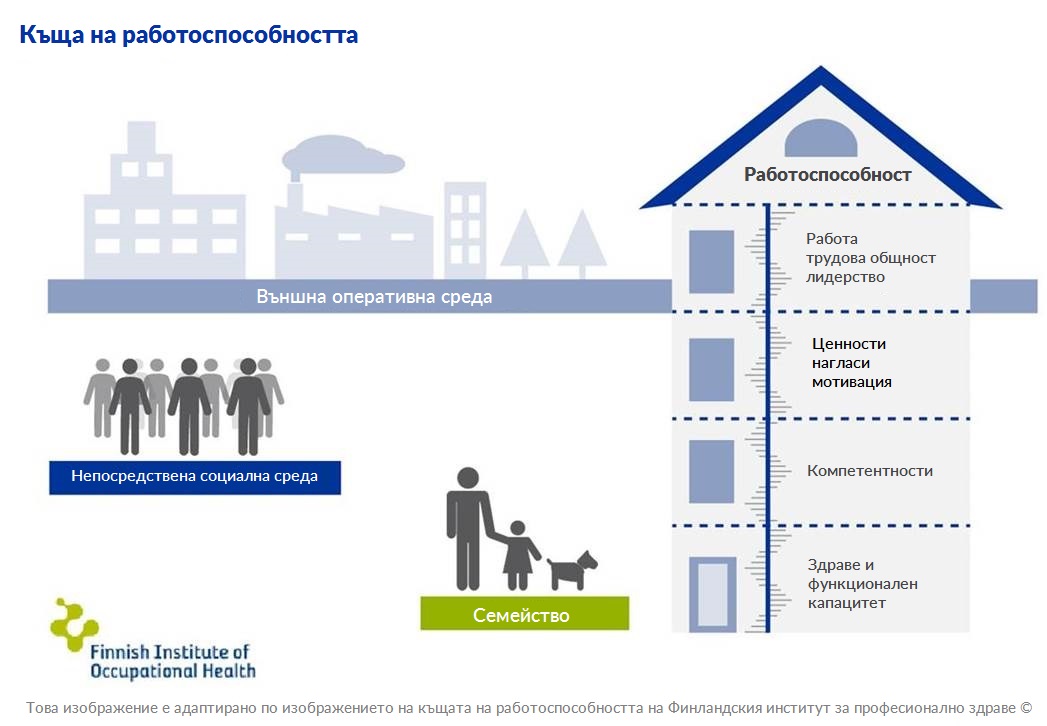 Къща на работоспособността
Работоспособност
Работа
трудова общност
лидерство
Външна оперативна среда
Ценности
нагласи
мотивация
Непосредствена социална среда
Компетентности
Здраве и
функционален
капацитет
Семейство
Finnish Institute of
Occupational Health
Това изображение е адаптирано по изображението на къщата на работоспособността на Финландския институт за професионално здраве ©